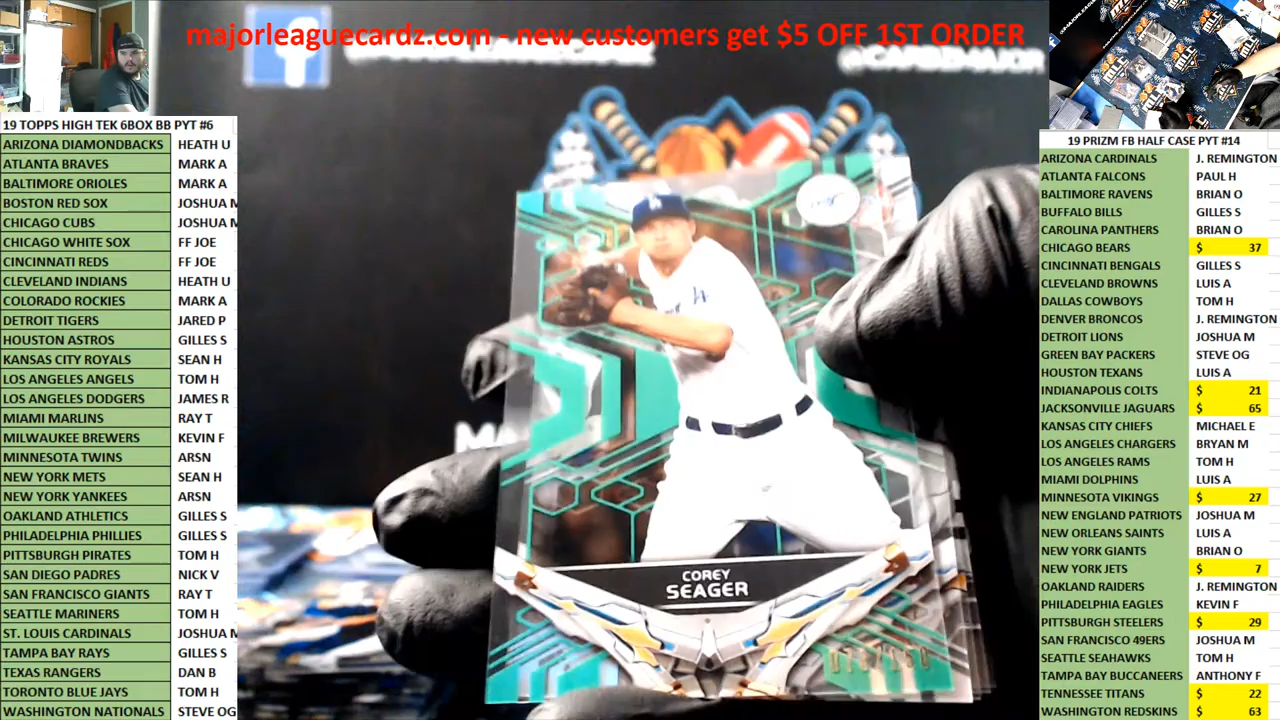 majorleaguecardz.com - new customers get $5 OFF 1ST ORDER
19 TOPPS HIGH TEK 6BOX BB PYT #6
ARIZONA DIAMONDBACKS HEATH U
ATLANTA BRAVES MARK A
BALTIMORE ORIOLES MARK A
BOSTON RED SOX JOSHUA M
CHICAGO CUBS JOSHUA M
CHICAGO WHITE SOX FF JOE
CINCINNATI REDS FF JOE
CLEVELAND INDIANS HEATH U
COLORADO ROCKIES MARK A
DETROIT TIGERS JARED P
HOUSTON ASTROS GILLES S
KANSAS CITY ROYALS SEAN H
LOS ANGELES ANGELS TOM H
LOS ANGELES DODGERS JAMES R
MIAMI MARLINS RAY T
MILWAUKEE BREWERS KEVIN F
MINNESOTA TWINS ARSN
NEW YORK METS SEAN H
NEW YORK YANKEES ARSN
OAKLAND ATHLETICS GILLES S
PHILADELPHIA PHILLIES GILLES S
PITTSBURGH PIRATES TOM H
SAN DIEGO PADRES NICK V
SAN FRANCISCO GIANTS RAY T
SEATTLE MARINERS TOM H
ST. LOUIS CARDINALS JOSHUA M
TAMPA BAY RAYS GILLES S
TEXAS RANGERS DAN B
TORONTO BLUE JAYS TOM H
WASHINGTON NATIONALS STEVE OG
COREY
SEAGER
19 PRIZM FB HALF CASE PYT #14
ARIZONA CARDINALS J. REMINGTON
ATLANTA FALCONS PAUL H
BALTIMORE RAVENS BRIAN O
BUFFALO BILLS GILLES S
CAROLINA PANTHERS BRIAN O
CHICAGO BEARS $ 37
CINCINNATI BENGALS GILLES S
CLEVELAND BROWNS LUIS A
DALLAS COWBOYS TOM H
DENVER BRONCOS J. REMINGTON
DETROIT LIONS JOSHUA M
GREEN BAY PACKERS STEVE OG
HOUSTON TEXANS LUIS A
INDIANAPOLIS COLTS $ 21
JACKSONVILLE JAGUARS $ 65
KANSAS CITY CHIEFS MICHAEL E
LOS ANGELES CHARGERS BRYAN M
LOS ANGELES RAMS TOM H
MIAMI DOLPHINS LUIS A
MINNESOTA VIKINGS $ 27
NEW ENGLAND PATRIOTS JOSHUA M
NEW ORLEANS SAINTS LUIS A
NEW YORK GIANTS BRIAN O
NEW YORK JETS $ 7
OAKLAND RAIDERS J. REMINGTON
PHILADELPHIA EAGLES KEVIN F
PITTSBURGH STEELERS $ 29
SAN FRANCISCO 49ERS JOSHUA M
SEATTLE SEAHAWKS TOM H
TAMPA BAY BUCCANEERS ANTHONY F
TENNESSEE TITANS $ 22
WASHINGTON REDSKINS $ 63